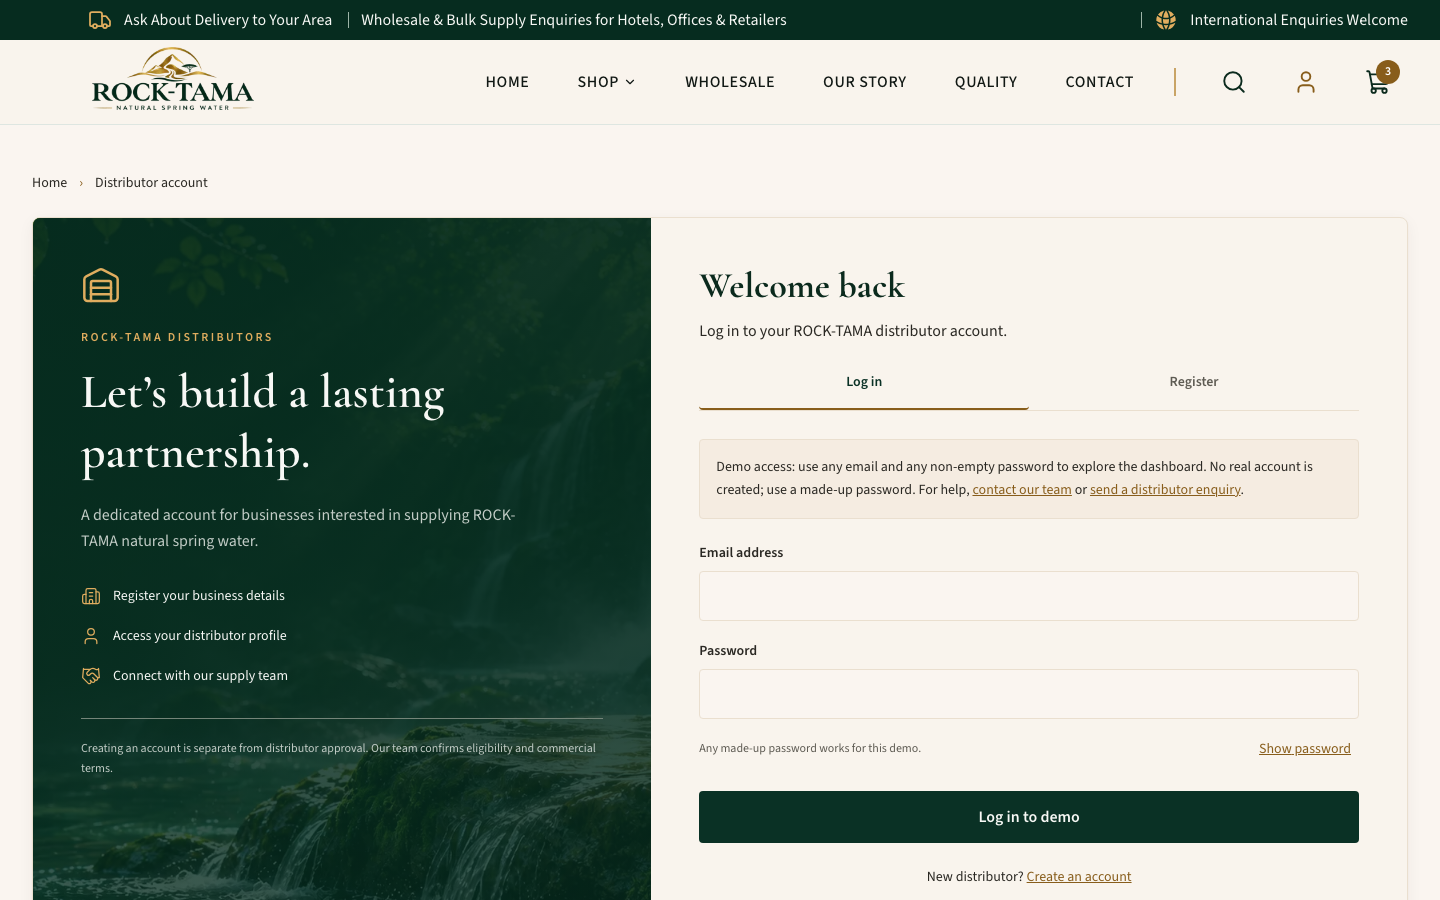 Ask About Delivery to Your Area
Wholesale & Bulk Supply Enquiries for Hotels, Offices & Retailers
International Enquiries Welcome
ROCK-TAMA
NATURAL SPRING WATER
HOME
SHOP
WHOLESALE
OUR STORY
QUALITY
CONTACT
3
Home › Distributor account
ROCK-TAMA DISTRIBUTORS
Let’s build a lasting
partnership.
A dedicated account for businesses interested in supplying ROCK-
TAMA natural spring water.
Register your business details
Access your distributor profile
Connect with our supply team
Creating an account is separate from distributor approval. Our team confirms eligibility and commercial
terms.
Welcome back
Log in to your ROCK-TAMA distributor account.
Log in
Register
Demo access: use any email and any non-empty password to explore the dashboard. No real account is
created; use a made-up password. For help, contact our team or send a distributor enquiry.
Email address
Password
Any made-up password works for this demo.
Show password
Log in to demo
New distributor? Create an account